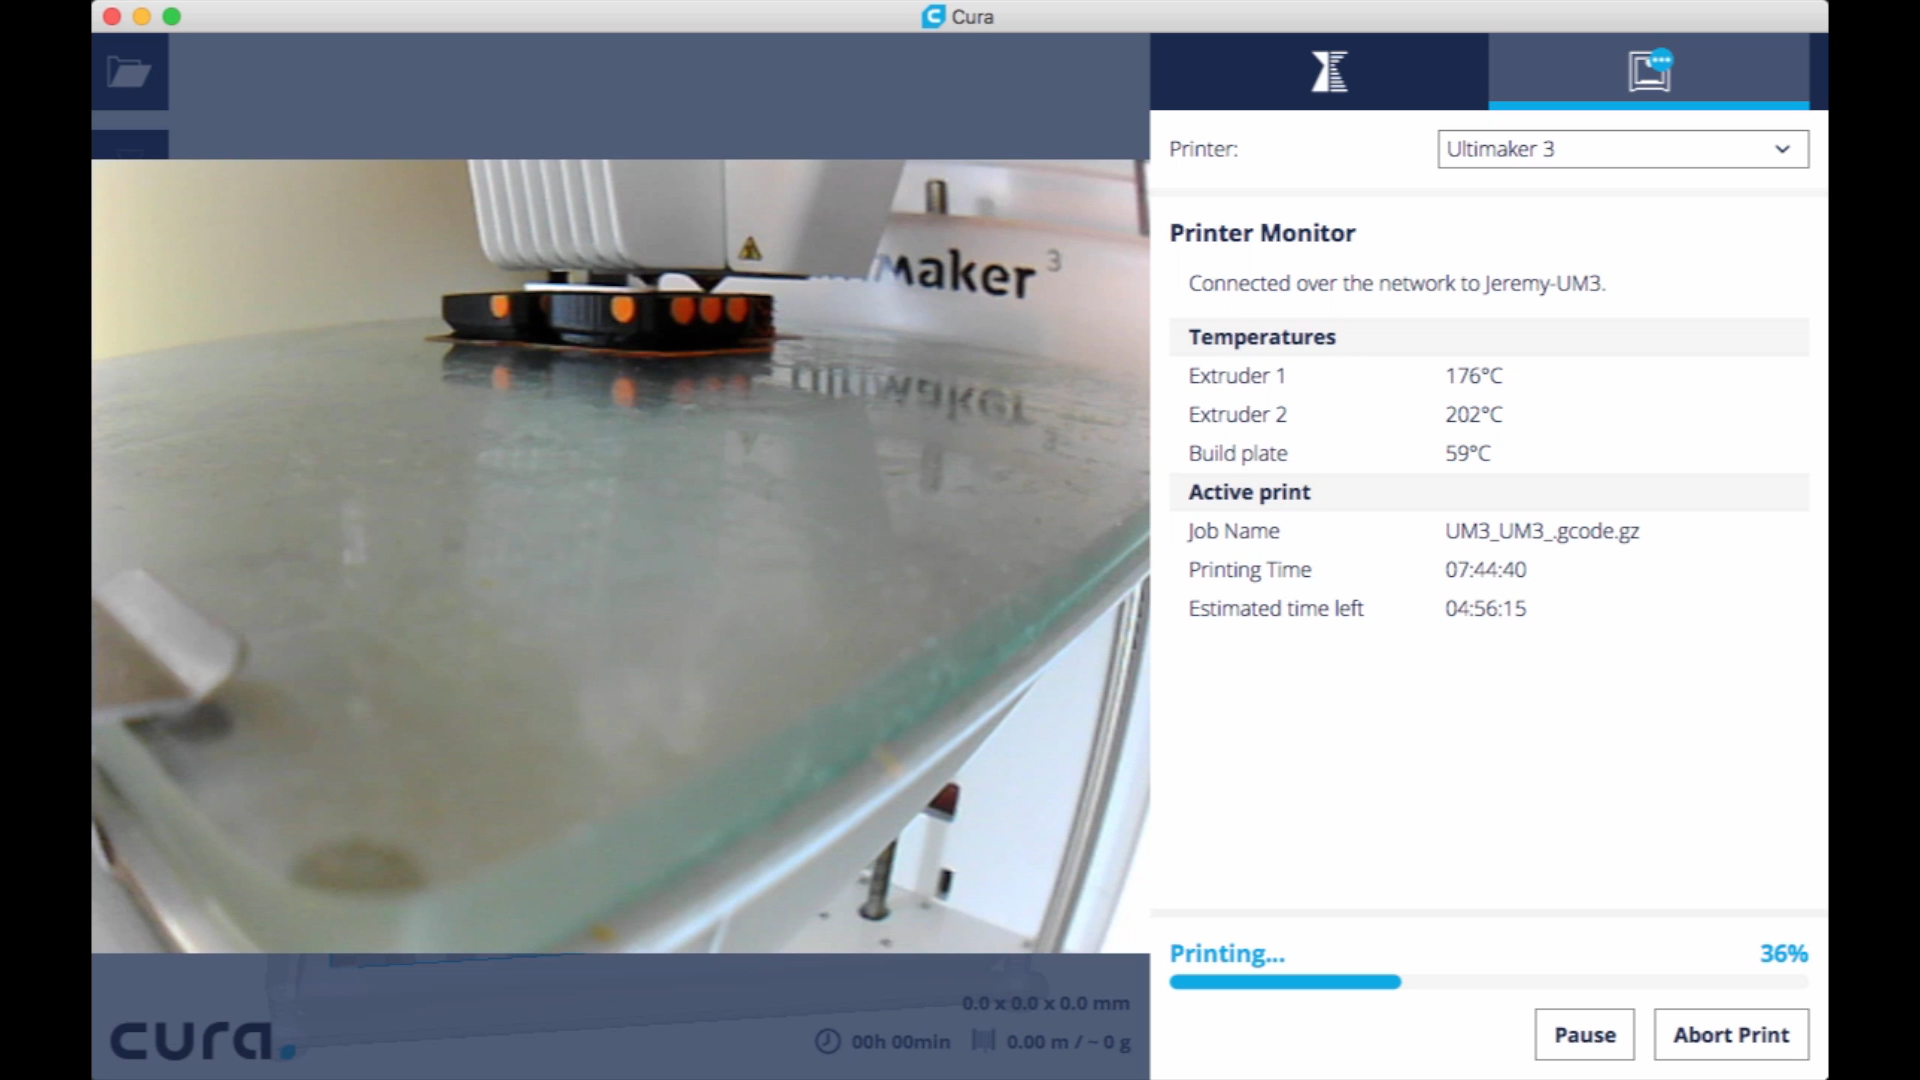 Cura
Printer:
Ultimaker 3
Printer Monitor
Connected over the network to Jeremy-UM3.
Temperatures
Extruder 1 176°C
Extruder 2 202°C
Build plate 59°C
Active print
Job Name UM3_UM3_.gcode.gz
Printing Time 07:44:40
Estimated time left 04:56:15
maker 3
Printing... 36%
Pause Abort Print
0.0 x 0.0 x 0.0 mm
00h 00min 0.00 m / ~ 0 g
cura.